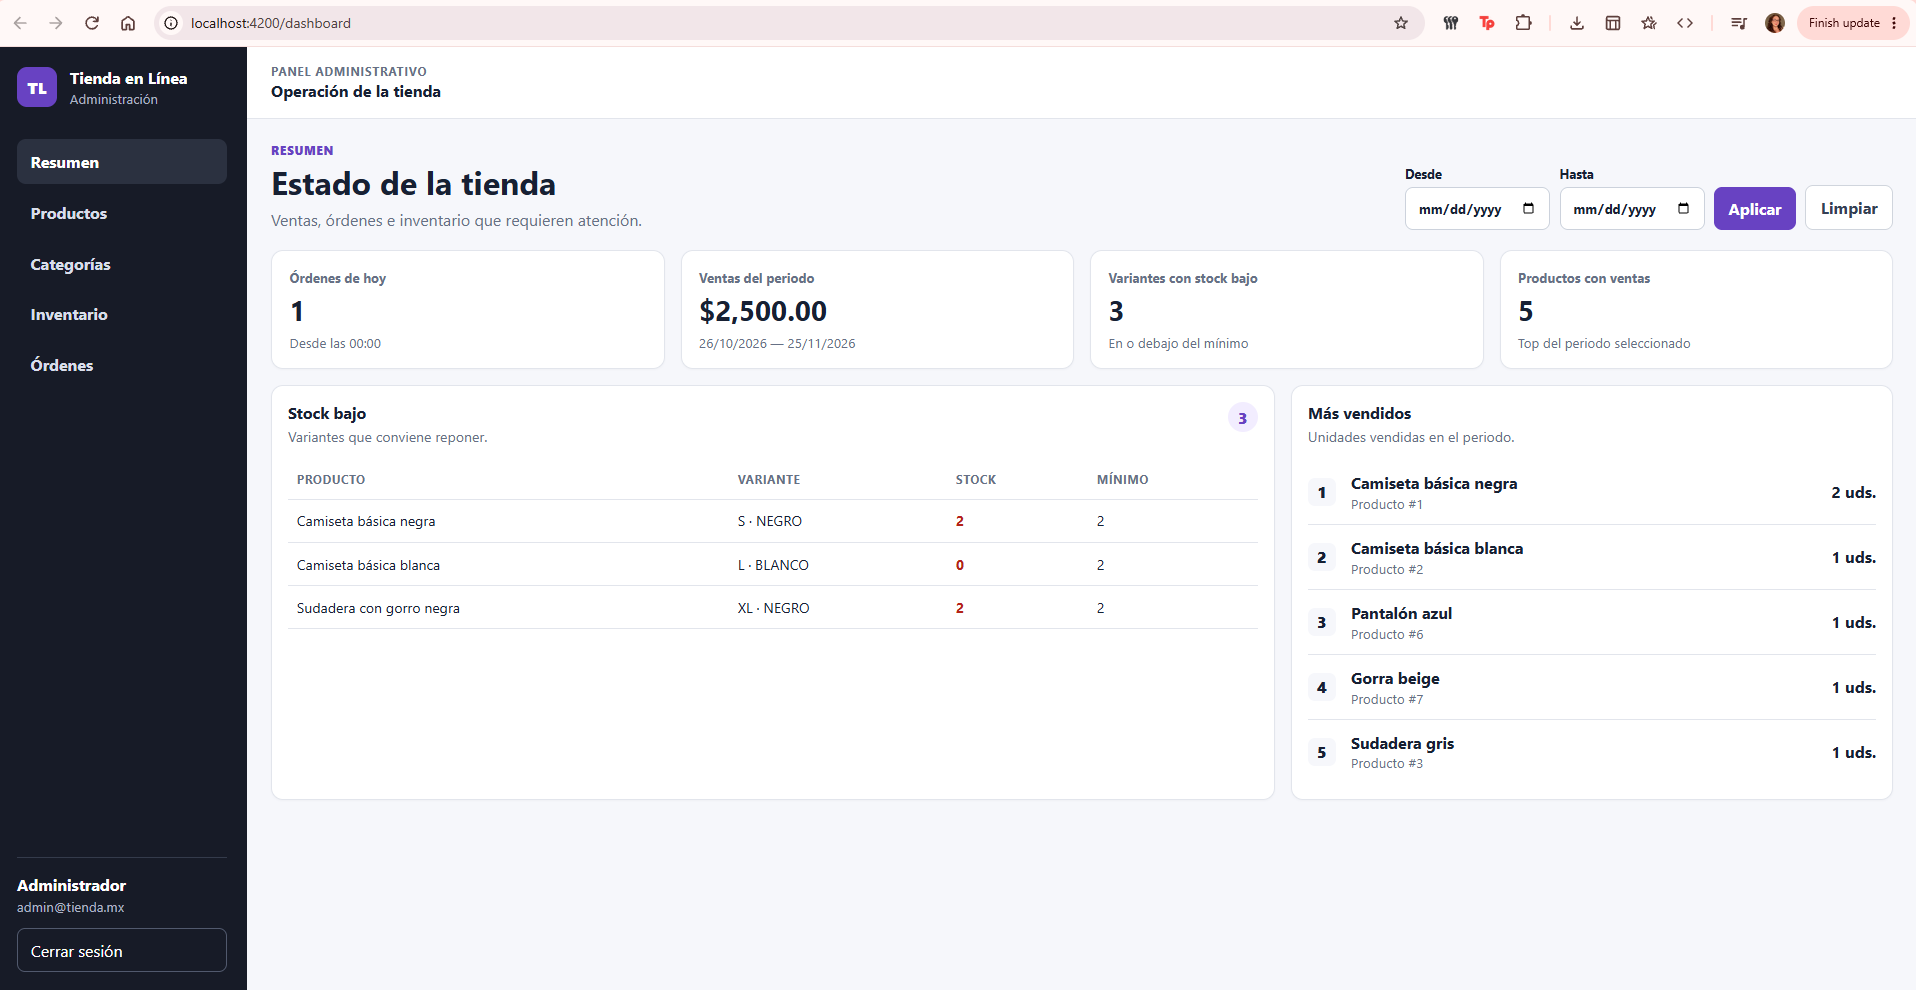 localhost:4200/dashboard
Tp
Finish update
TL
Tienda en Línea
Administración
Resumen
Productos
Categorías
Inventario
Órdenes
Administrador
admin@tienda.mx
Cerrar sesión
PANEL ADMINISTRATIVO
Operación de la tienda
RESUMEN
Estado de la tienda
Ventas, órdenes e inventario que requieren atención.
Desde
mm/dd/yyyy
Hasta
mm/dd/yyyy
Aplicar
Limpiar
Órdenes de hoy
1
Desde las 00:00
Ventas del periodo
$2,500.00
26/10/2026 — 25/11/2026
Variantes con stock bajo
3
En o debajo del mínimo
Productos con ventas
5
Top del periodo seleccionado
Stock bajo
3
Variantes que conviene reponer.
PRODUCTO VARIANTE STOCK MÍNIMO
Camiseta básica negra S · NEGRO 2 2
Camiseta básica blanca L · BLANCO 0 2
Sudadera con gorro negra XL · NEGRO 2 2
Más vendidos
Unidades vendidas en el periodo.
1 Camiseta básica negra 2 uds.
Producto #1
2 Camiseta básica blanca 1 uds.
Producto #2
3 Pantalón azul 1 uds.
Producto #6
4 Gorra beige 1 uds.
Producto #7
5 Sudadera gris 1 uds.
Producto #3